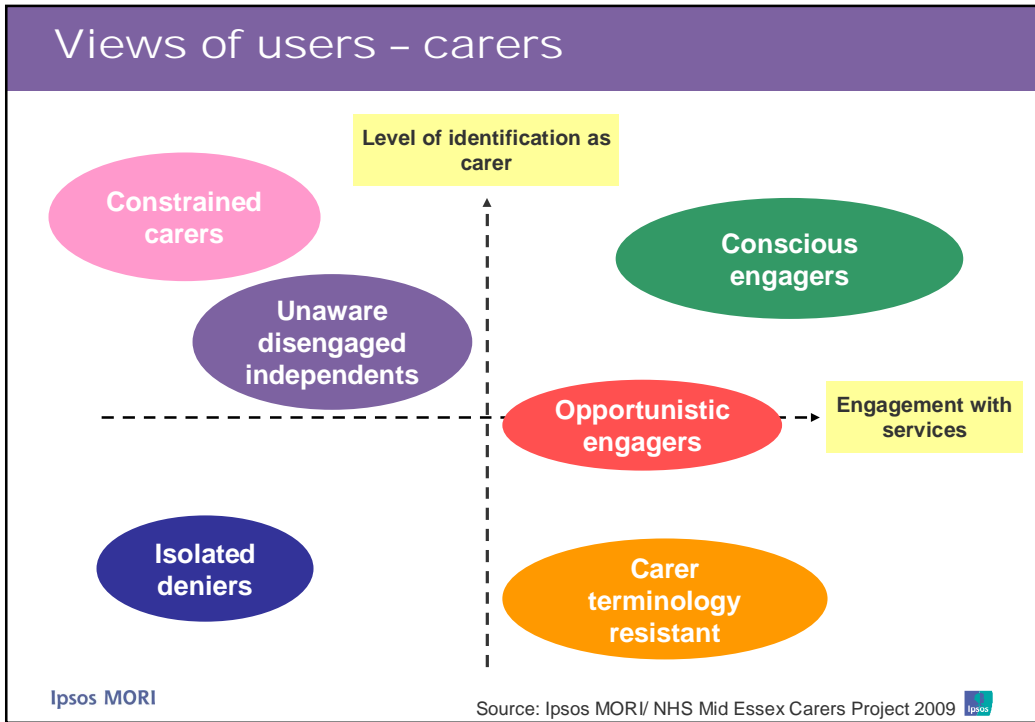 Views of users – carers
Level of identification as
carer
Constrained
carers
Conscious
engagers
Unaware
disengaged
independents
Opportunistic
engagers
Engagement with
services
Isolated
deniers
Carer
terminology
resistant
Ipsos MORI
Source: Ipsos MORI/ NHS Mid Essex Carers Project 2009
Ipsos